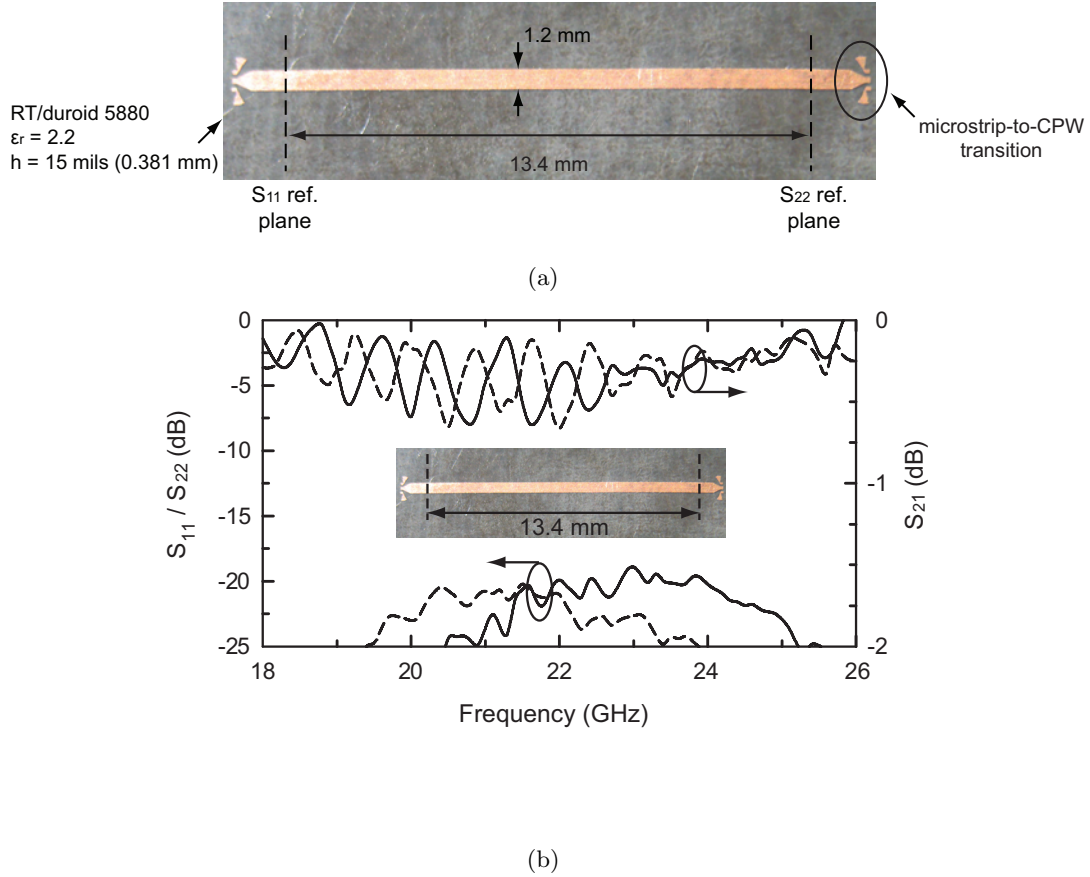 1.2 mm
RT/duroid 5880
εr = 2.2
h = 15 mils (0.381 mm)
microstrip-to-CPW
transition
13.4 mm
S11 ref.
plane
S22 ref.
plane
(a)
0
-5
-10
-15
-20
-25
S11 / S22 (dB)
0
-1
-2
S21 (dB)
13.4 mm
18
20
22
24
26
Frequency (GHz)
(b)